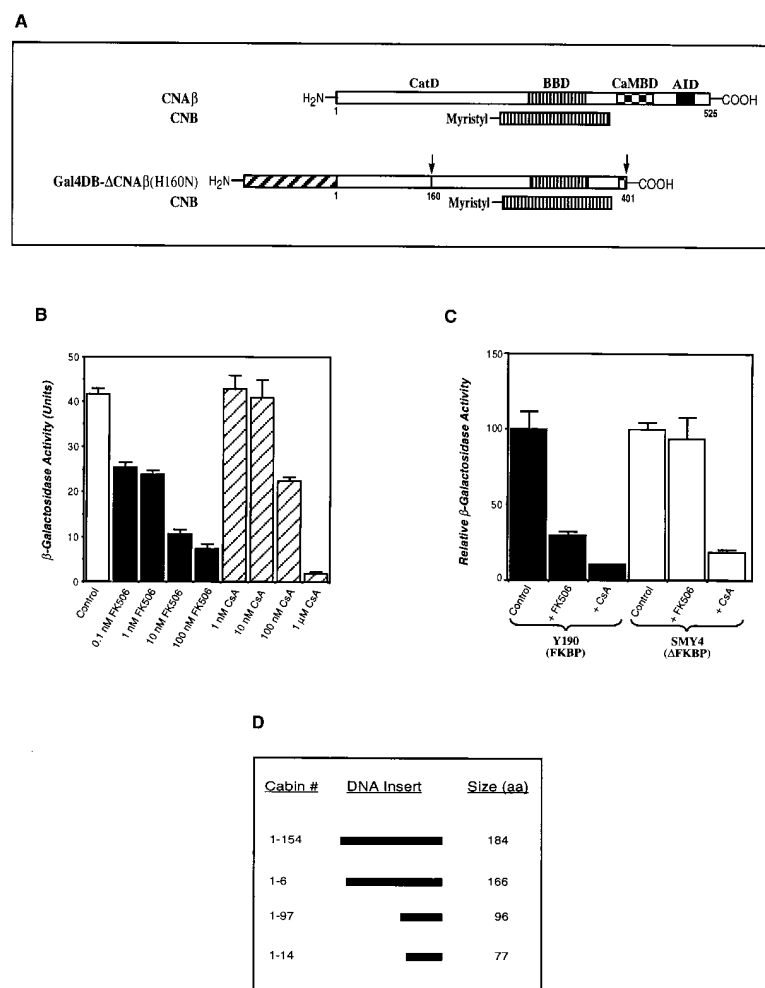 A
CatD BBD CaMBD AID
CNAβ H₂N COOH
1 525
CNB Myristyl
Gal4DB-ΔCNAβ(H160N) H₂N COOH
1 160 401
CNB Myristyl
B
β-Galactosidase Activity (Units)
50
40
30
20
10
0
Control
0.1 nM FK506
1 nM FK506
10 nM FK506
100 nM FK506
1 nM CsA
10 nM CsA
100 nM CsA
1 μM CsA
C
Relative β-Galactosidase Activity
150
100
50
0
Control
+ FK506
+ CsA
Control
+ FK506
+ CsA
Y190 SMY4
(FKBP) (ΔFKBP)
D
Cabin # DNA Insert Size (aa)
1-154 184
1-6 166
1-97 96
1-14 77